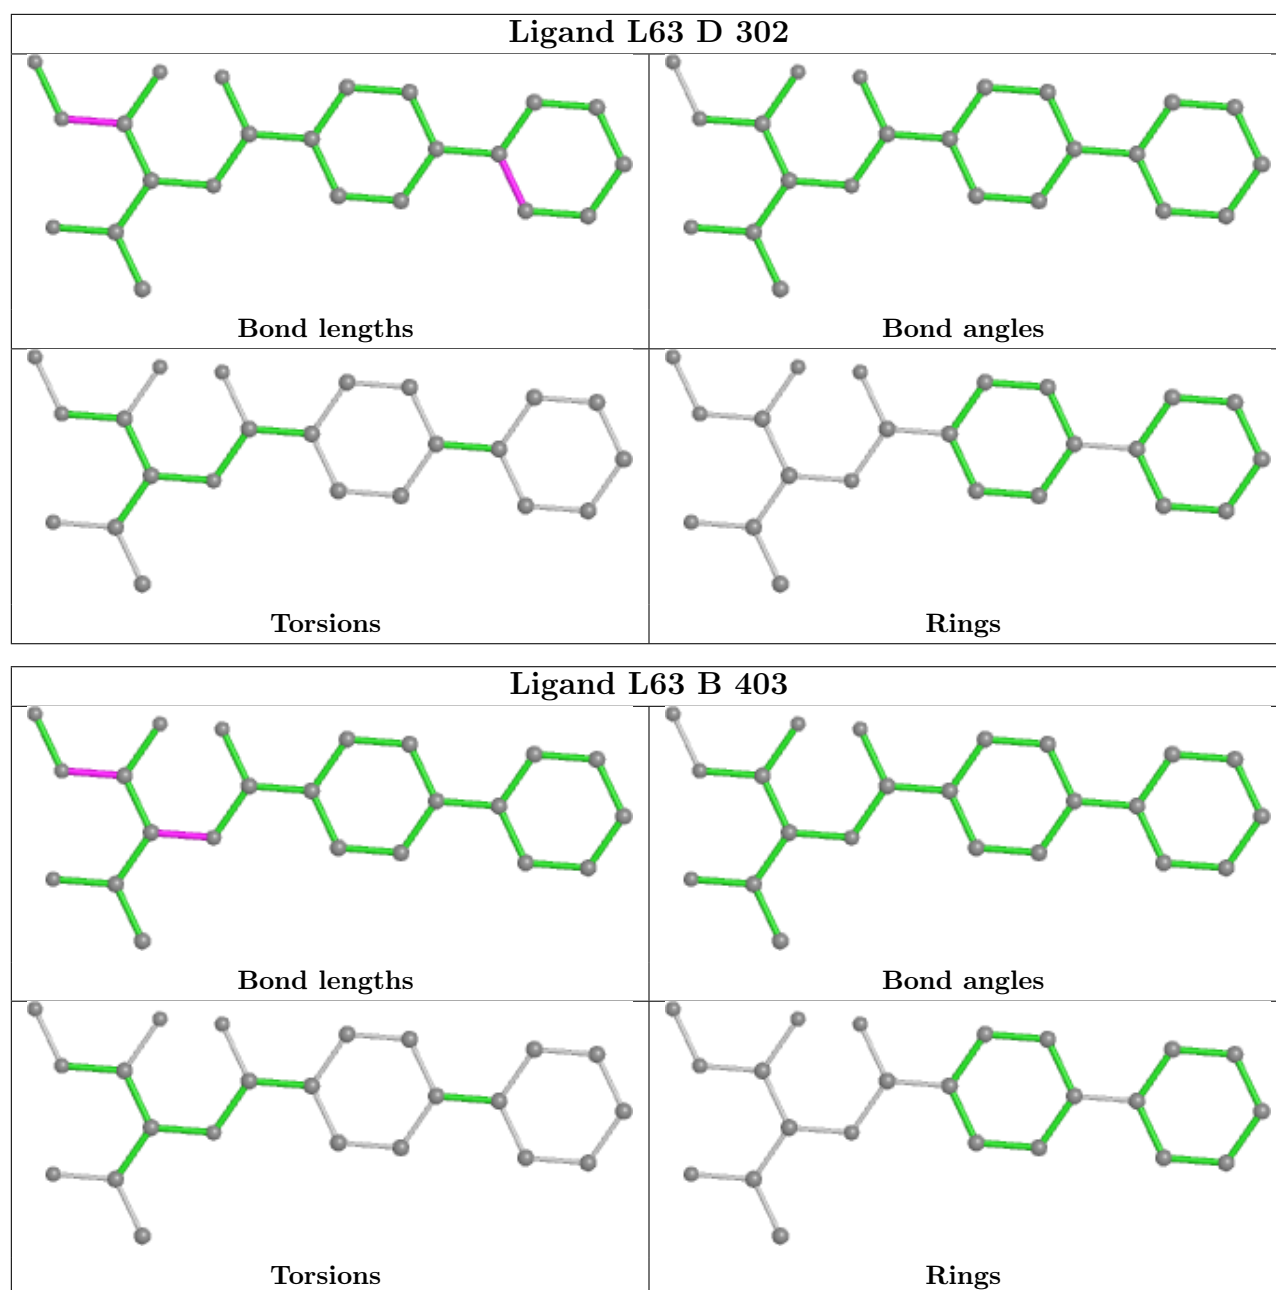 Ligand L63 D 302
Bond lengths
Bond angles
Torsions
Rings
Ligand L63 B 403
Bond lengths
Bond angles
Torsions
Rings